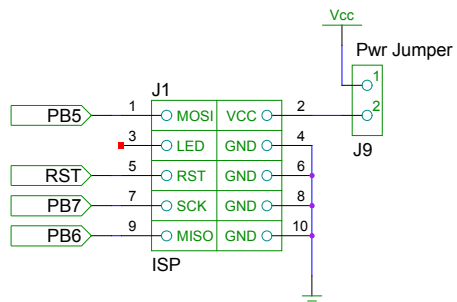 Vcc
Pwr Jumper
1
2
J9
J1
PB5 1 MOSI VCC 2
3 LED GND 4
RST 5 RST GND 6
PB7 7 SCK GND 8
PB6 9 MISO GND 10
ISP